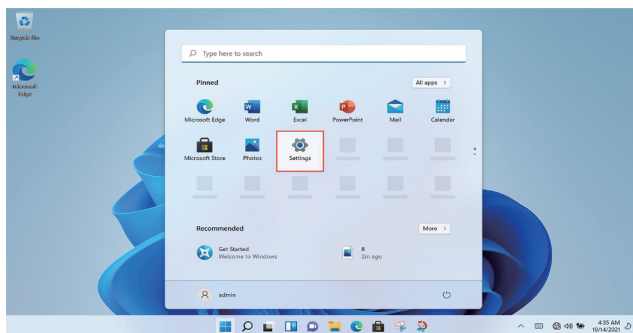 Recycle Bin
Microsoft
Edge
Type here to search
Pinned
All apps >
Microsoft Edge
Word
Excel
PowerPoint
Mail
Calendar
Microsoft Store
Photos
Settings
Recommended
More >
Get Started
Welcome to Windows
8
2m ago
admin
4:35 AM
10/14/2021